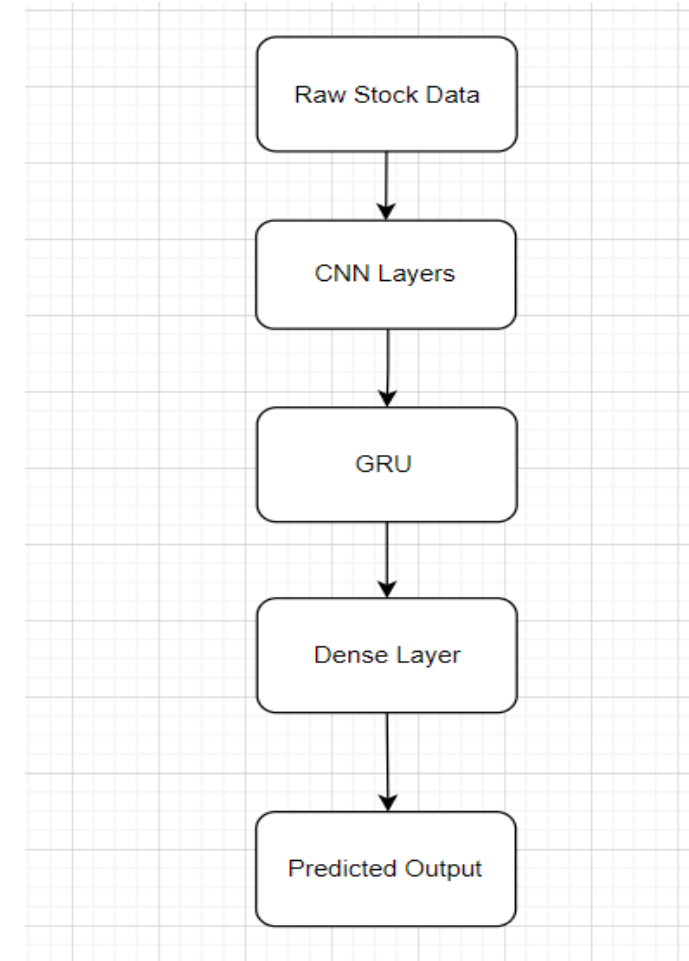 Raw Stock Data
CNN Layers
GRU
Dense Layer
Predicted Output